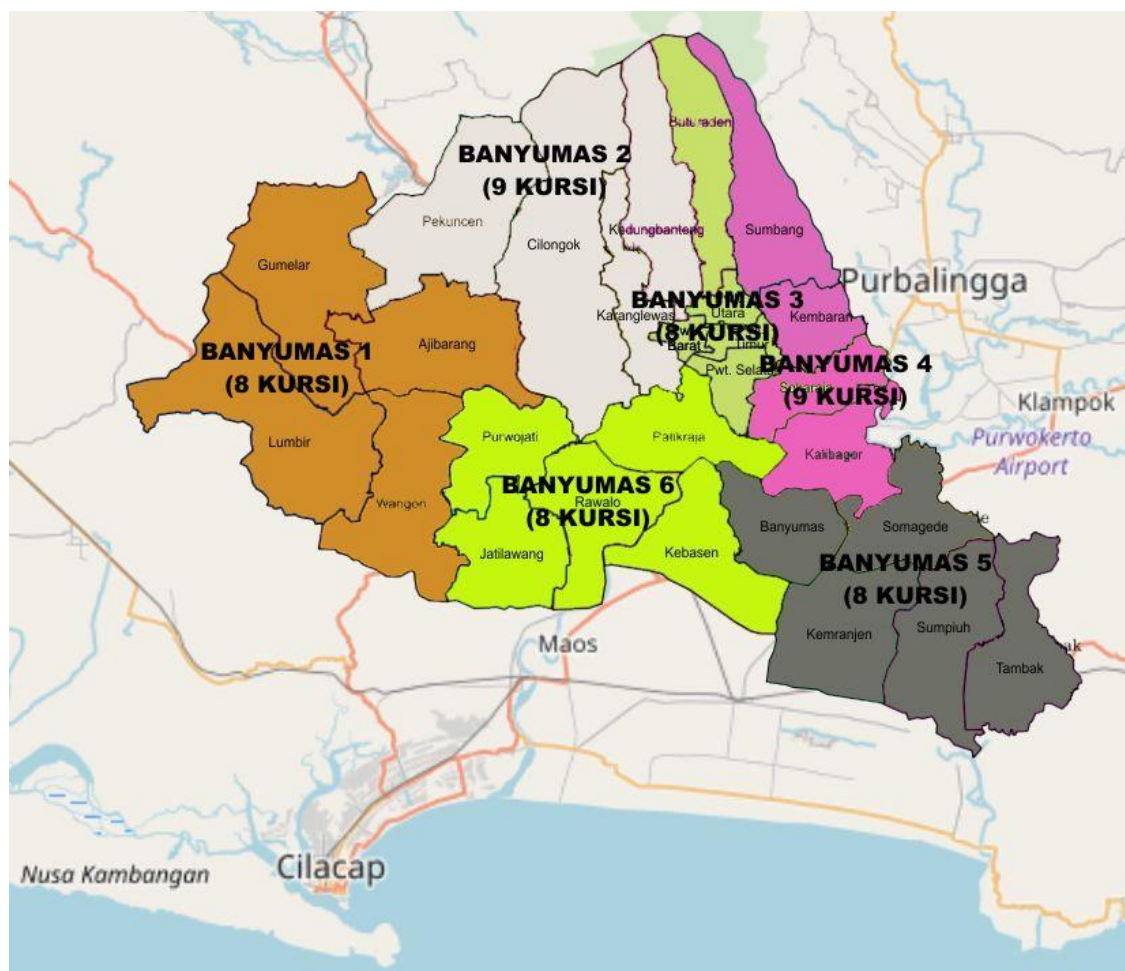 Baturaden
BANYUMAS 2
(9 KURSI)
Pekuncen
Kedungbanteng
Sumbang
Cilongok
Gumelar
Purbalingga
BANYUMAS 3
(8 KURSI)
Utara
Kembaran
Karanglewas
Barat
Timur
Ajibarang
BANYUMAS 1
(8 KURSI)
Pwt. Selatan
BANYUMAS 4
(9 KURSI)
Sokaraja
Klampok
Purwokerto
Airport
Lumbir
Purwojati
Patikraja
Kalibagor
Wangon
BANYUMAS 6
(8 KURSI)
Rawalo
Banyumas
Somagede
Jatilawang
Kebasen
BANYUMAS 5
(8 KURSI)
Kemranjen
Sumpiuh
Maos
Tambak
Cilacap
Nusa Kambangan